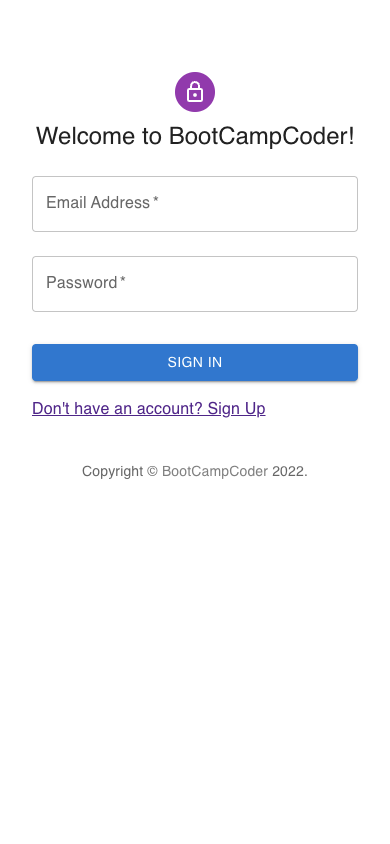 Welcome to BootCampCoder!
Email Address *
Password *
SIGN IN
Don't have an account? Sign Up
Copyright © BootCampCoder 2022.